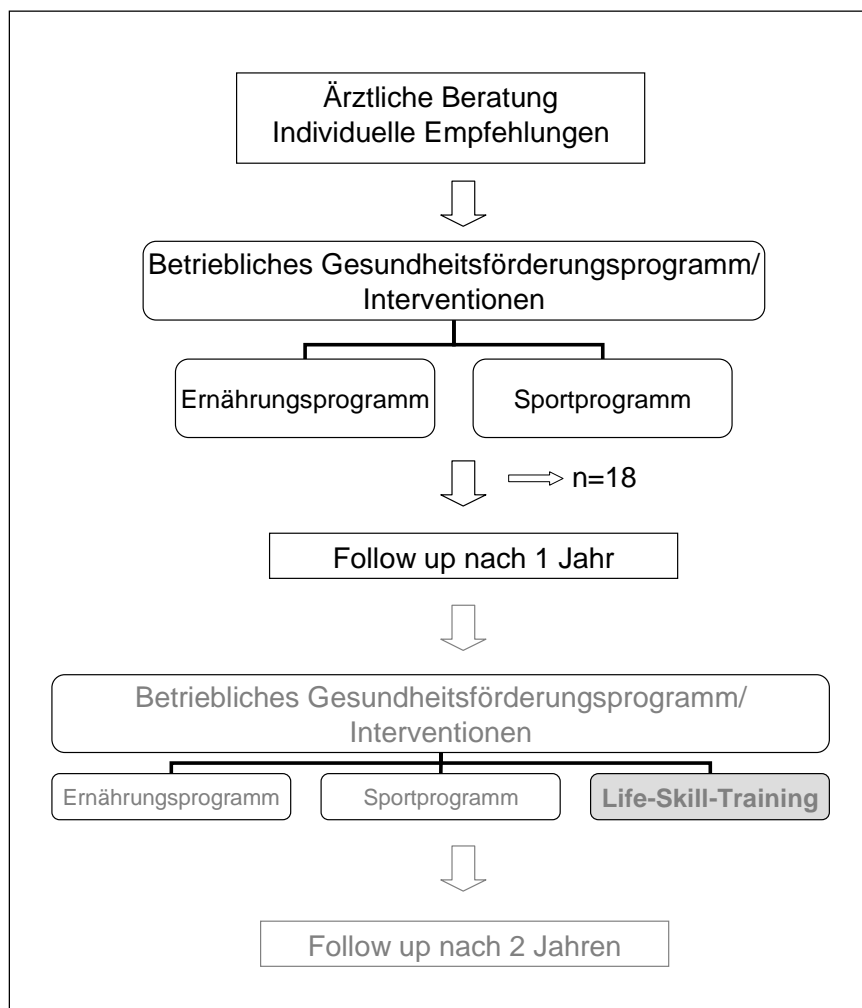 Ärztliche Beratung
Individuelle Empfehlungen
Betriebliches Gesundheitsförderungsprogramm/
Interventionen
Ernährungsprogramm
Sportprogramm
n=18
Follow up nach 1 Jahr
Betriebliches Gesundheitsförderungsprogramm/
Interventionen
Ernährungsprogramm
Sportprogramm
Life-Skill-Training
Follow up nach 2 Jahren